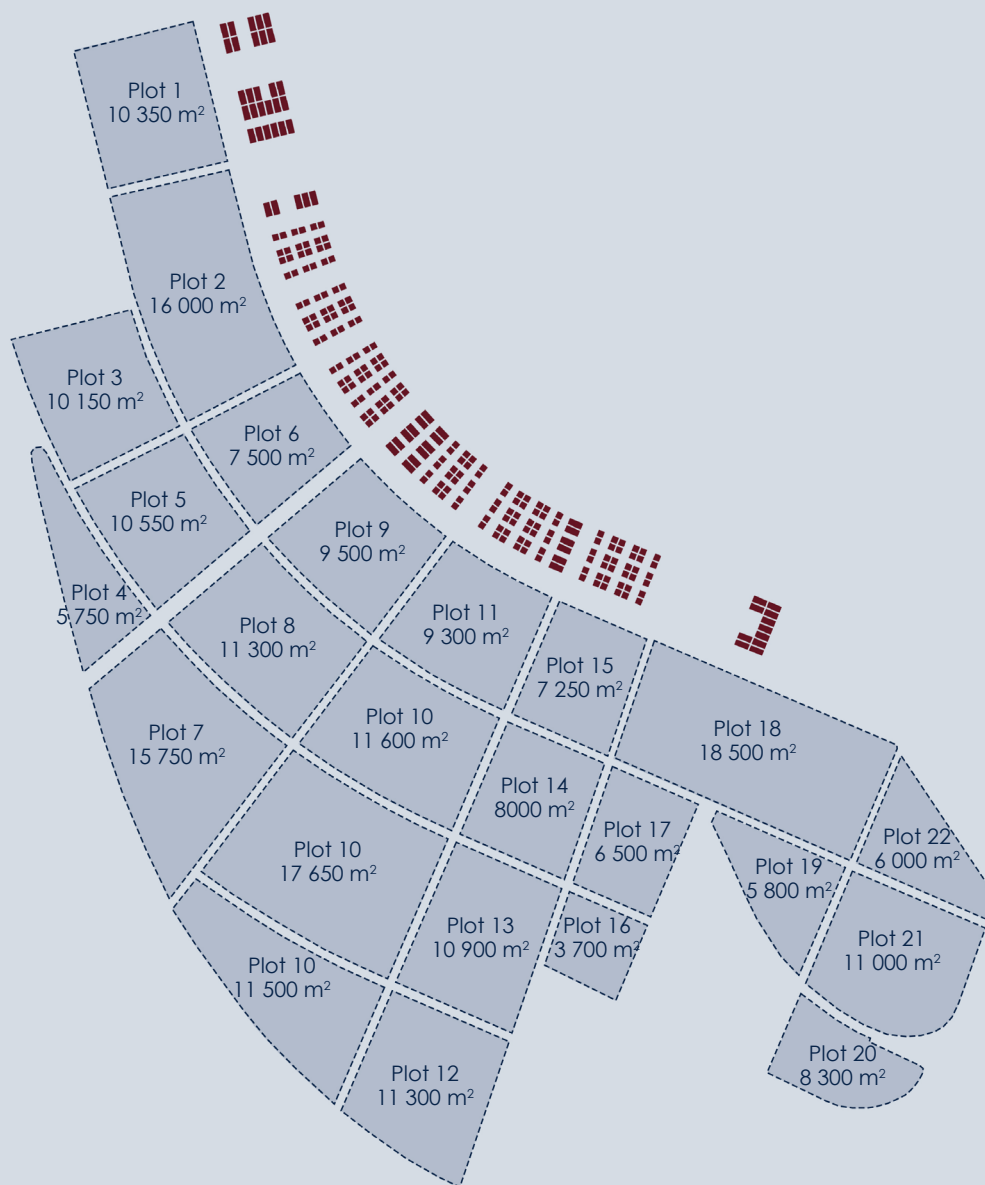 Plot 1
10 350 m²
Plot 2
16 000 m²
Plot 3
10 150 m²
Plot 6
7 500 m²
Plot 5
10 550 m²
Plot 9
9 500 m²
Plot 4
5 750 m²
Plot 8
11 300 m²
Plot 11
9 300 m²
Plot 15
7 250 m²
Plot 7
15 750 m²
Plot 10
11 600 m²
Plot 18
18 500 m²
Plot 14
8000 m²
Plot 17
6 500 m²
Plot 22
6 000 m²
Plot 10
17 650 m²
Plot 19
5 800 m²
Plot 13
10 900 m²
Plot 16
3 700 m²
Plot 21
11 000 m²
Plot 10
11 500 m²
Plot 20
8 300 m²
Plot 12
11 300 m²